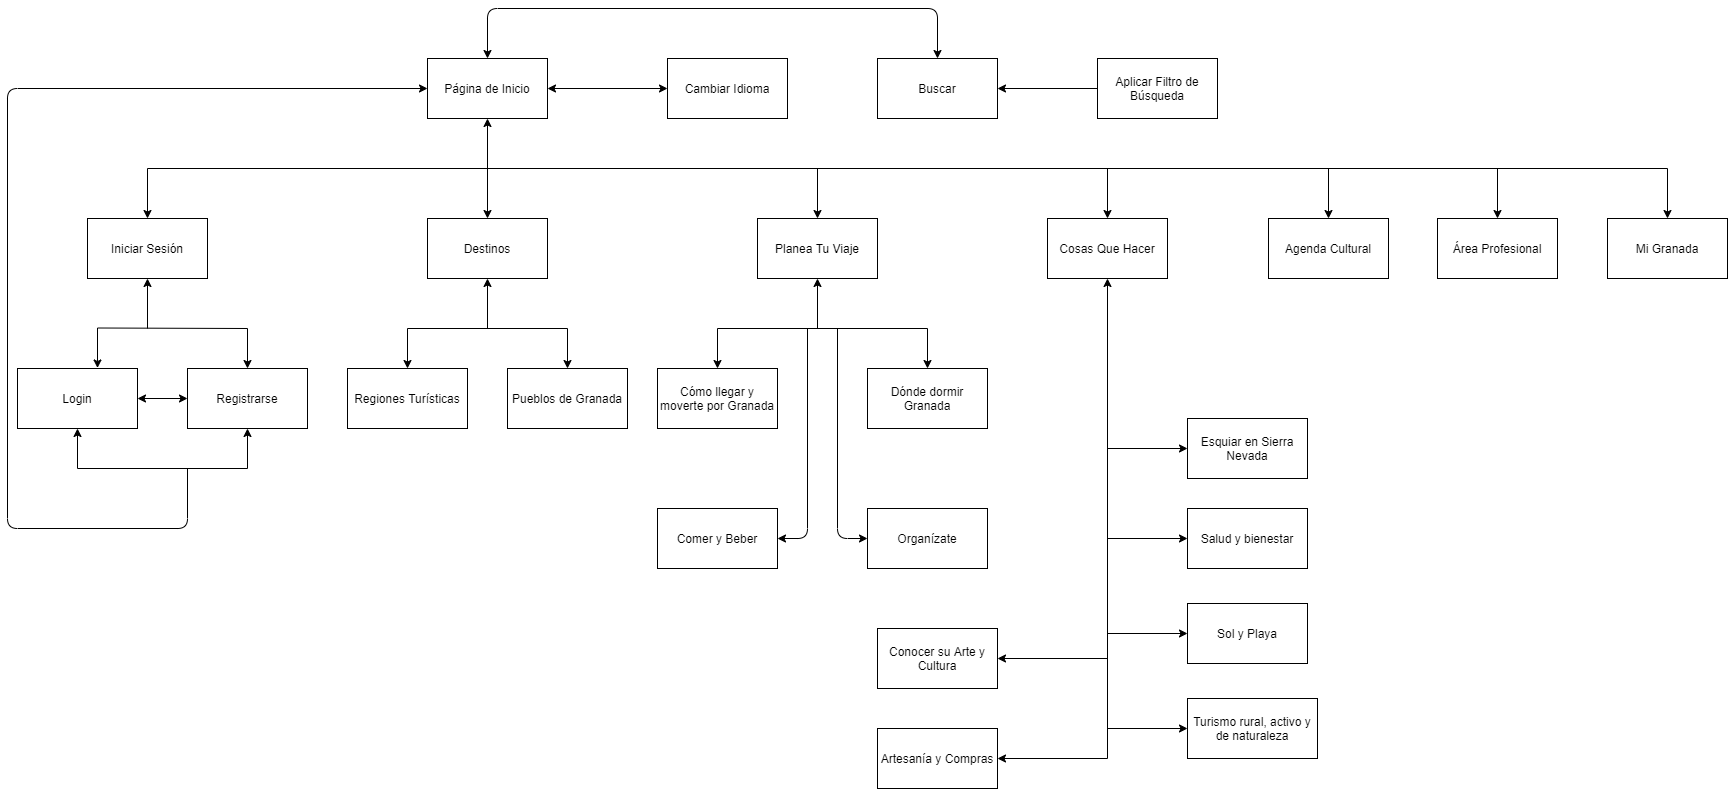 Página de Inicio
Cambiar Idioma
Buscar
Aplicar Filtro de
Búsqueda
Iniciar Sesión
Destinos
Planea Tu Viaje
Cosas Que Hacer
Agenda Cultural
Área Profesional
Mi Granada
Login
Registrarse
Regiones Turísticas
Pueblos de Granada
Cómo llegar y
moverte por Granada
Dónde dormir
Granada
Esquiar en Sierra
Nevada
Comer y Beber
Organízate
Salud y bienestar
Conocer su Arte y
Cultura
Sol y Playa
Artesanía y Compras
Turismo rural, activo y
de naturaleza